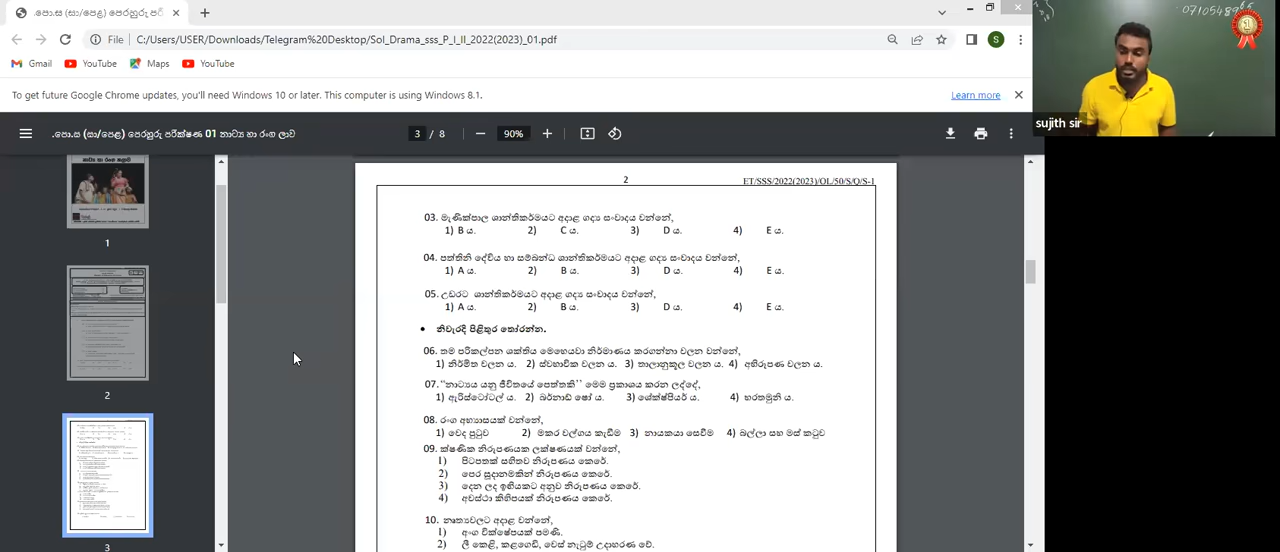 .පො.ස (සා/පෙළ) පෙරහුරු පරී
File
C:/Users/USER/Downloads/Telegram%20Desktop/Sol_Drama_sss_P_I_II_2022(2023)_01.pdf
S
Gmail
YouTube
Maps
YouTube
To get future Google Chrome updates, you'll need Windows 10 or later. This computer is using Windows 8.1.
Learn more
.පො.ස (සා/පෙළ) පෙරහුරු පරීක්ෂණ 01 නාට්‍ය හා රංග ලාව
3 / 8
90%
1
2
3
2
ET/SSS/2022(2023)/OL/50/S/Q/S-1
03. මැණික්පාල ශාන්තිකර්මයට අදාළ ගද්‍ය සංවාදය වන්නේ,
1) B ය. 2) C ය. 3) D ය. 4) E ය.
04. පත්තිනි දේවිය හා සම්බන්ධ ශාන්තිකර්මයට අදාළ ගද්‍ය සංවාදය වන්නේ,
1) A ය. 2) B ය. 3) D ය. 4) E ය.
05. උවරට ශාන්තිකර්මයට අදාළ ගද්‍ය සංවාදය වන්නේ,
1) A ය. 2) B ය. 3) D ය. 4) E ය.
• නිවැරදි පිළිතුර තෝරන්න.
06. තම පරිකල්පන ශක්තිය මෙහෙයවා නිර්මාණය කරගන්නා චලන වන්නේ,
1) නිර්මිත චලන ය. 2) ස්වභාවික චලන ය. 3) තාලානුකූල චලන ය. 4) අභිරූපණ චලන ය.
07. "නාට්‍යය යනු ජීවිතයේ පෙත්තකි" මෙම ප්‍රකාශය කරන ලද්දේ,
1) ඇරිස්ටෝටල් ය. 2) බර්නාඩ් ෂෝ ය. 3) ශේක්ෂ්පියර් ය. 4) භරතමුනි ය.
08. රංග අභ්‍යාසයක් වන්නේ,
1) වෙද පුටුව 2) මාගල වල්ගය කැඩීම 3) නායකයා සෙවීම 4) බල්ලා සහ මස් කටුව
09. ක්ෂණික නිරූපණයක ලක්ෂණයක් වන්නේ,
1) පිටපතක් සහිතව නිරූපණය කෙරේ.
2) පෙර සූදානමකින් නිරූපණය කෙරේ.
3) දෙන ලද ඉඟියකට අනුව නිරූපණය කෙරේ.
4) අවස්ථා කිහිපයක් නිරූපණය කෙරේ.
10. නෘත්‍යවලට අදාළ වන්නේ,
1) අංග වික්ෂේපයක් පමණි.
2) ලී කෙළි, කළගෙඩි, වෙස් නැටුම් උදාහරණ වේ.
sujith sir